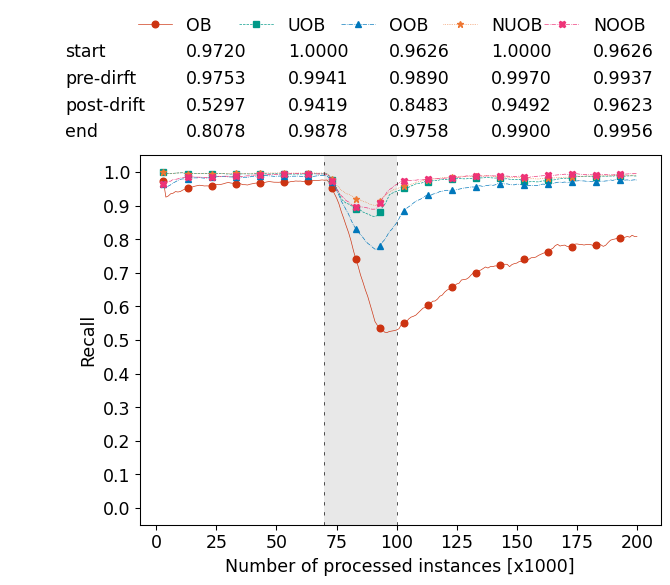 OB UOB OOB NUOB NOOB
start 0.9720 1.0000 0.9626 1.0000 0.9626
pre-dirft 0.9753 0.9941 0.9890 0.9970 0.9937
post-drift 0.5297 0.9419 0.8483 0.9492 0.9623
end 0.8078 0.9878 0.9758 0.9900 0.9956
1.0
0.9
0.8
0.7
0.6
0.5
0.4
0.3
0.2
0.1
0.0
Recall
0 25 50 75 100 125 150 175 200
Number of processed instances [x1000]